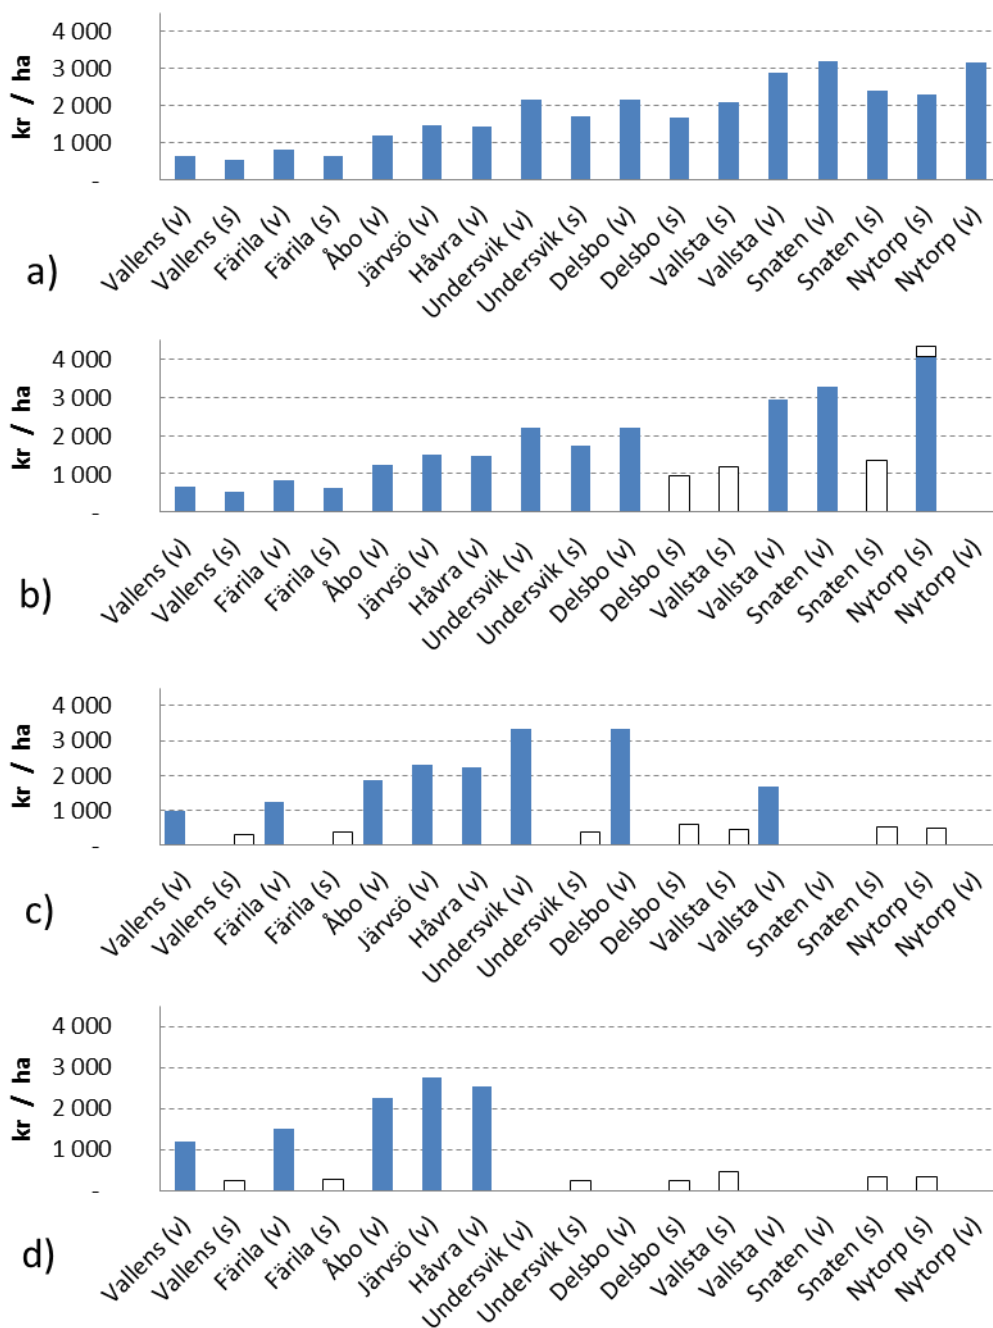 4 000
3 000
2 000
1 000
-
kr / ha
Vallens (v)
Vallens (s)
Färila (v)
Färila (s)
Åbo (v)
Järvsö (v)
Håvra (v)
Undersvik (v)
Undersvik (s)
Delsbo (v)
Delsbo (s)
Vallsta (s)
Vallsta (v)
Snaten (v)
Snaten (s)
Nytorp (s)
Nytorp (v)
a)
4 000
3 000
2 000
1 000
-
kr / ha
Vallens (v)
Vallens (s)
Färila (v)
Färila (s)
Åbo (v)
Järvsö (v)
Håvra (v)
Undersvik (v)
Undersvik (s)
Delsbo (v)
Delsbo (s)
Vallsta (s)
Vallsta (v)
Snaten (v)
Snaten (s)
Nytorp (s)
Nytorp (v)
b)
4 000
3 000
2 000
1 000
-
kr / ha
Vallens (v)
Vallens (s)
Färila (v)
Färila (s)
Åbo (v)
Järvsö (v)
Håvra (v)
Undersvik (v)
Undersvik (s)
Delsbo (v)
Delsbo (s)
Vallsta (s)
Vallsta (v)
Snaten (v)
Snaten (s)
Nytorp (s)
Nytorp (v)
c)
4 000
3 000
2 000
1 000
-
kr / ha
Vallens (v)
Vallens (s)
Färila (v)
Färila (s)
Åbo (v)
Järvsö (v)
Håvra (v)
Undersvik (v)
Undersvik (s)
Delsbo (v)
Delsbo (s)
Vallsta (s)
Vallsta (v)
Snaten (v)
Snaten (s)
Nytorp (s)
Nytorp (v)
d)